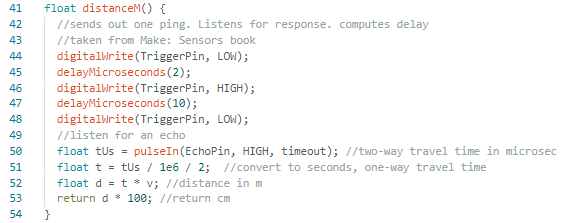 41 float distanceM() {
42 //sends out one ping. Listens for response. computes delay
43 //taken from Make: Sensors book
44 digitalWrite(TriggerPin, LOW);
45 delayMicroseconds(2);
46 digitalWrite(TriggerPin, HIGH);
47 delayMicroseconds(10);
48 digitalWrite(TriggerPin, LOW);
49 //listen for an echo
50 float tUs = pulseIn(EchoPin, HIGH, timeout); //two-way travel time in microsec
51 float t = tUs / 1e6 / 2; //convert to seconds, one-way travel time
52 float d = t * v; //distance in m
53 return d * 100; //return cm
54 }